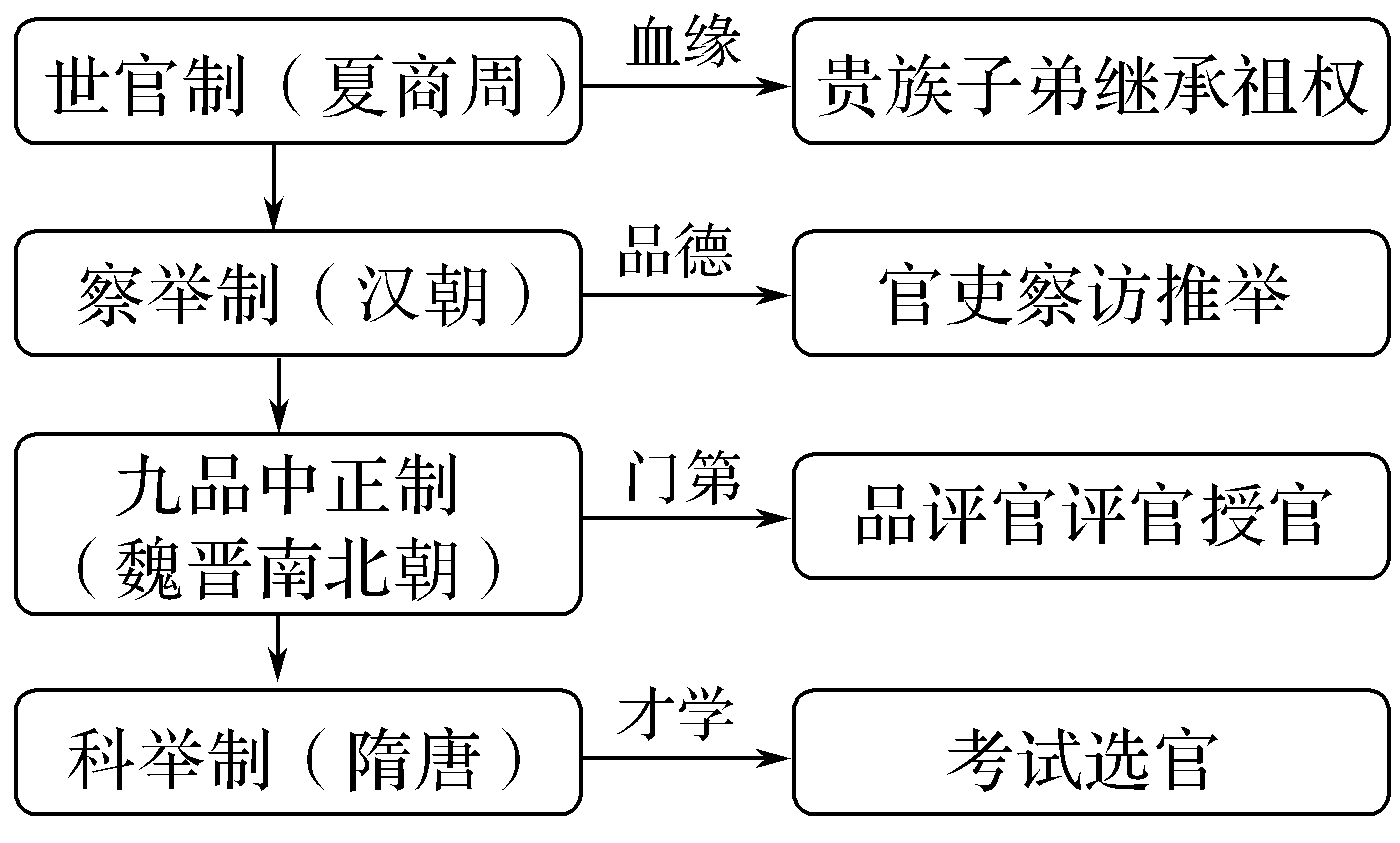 世官制（夏商周）
血缘
贵族子弟继承祖权
察举制（汉朝）
品德
官吏察访推举
九品中正制
（魏晋南北朝）
门第
品评官评官授官
科举制（隋唐）
才学
考试选官